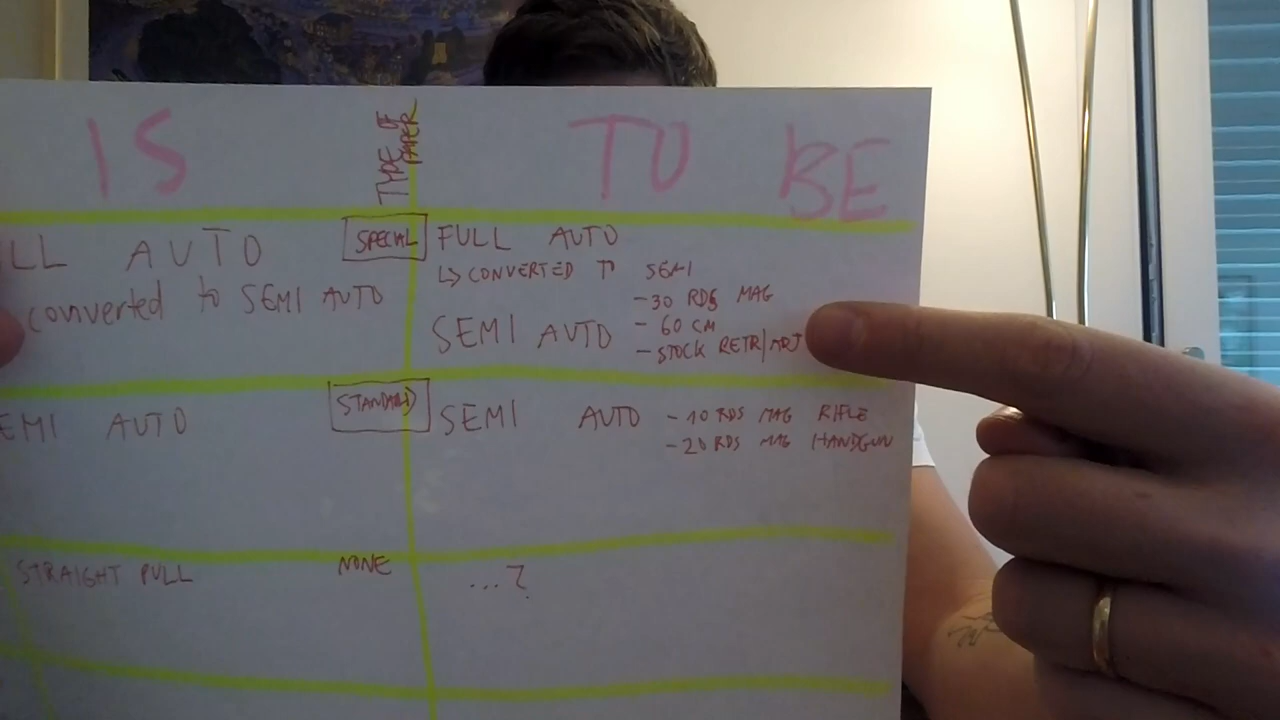 IS
TYPE OF PAPER
TO BE
LL AUTO
converted to SEMI AUTO
SPECIAL
FULL AUTO
↳ CONVERTED TO SEMI
- 30 RDS MAG
SEMI AUTO
- 60 CM
- STOCK RETR/ADJ
EMI AUTO
STANDARD
SEMI AUTO
- 10 RDS MAG RIFLE
- 20 RDS MAG HANDGUN
STRAIGHT PULL
NONE
...?